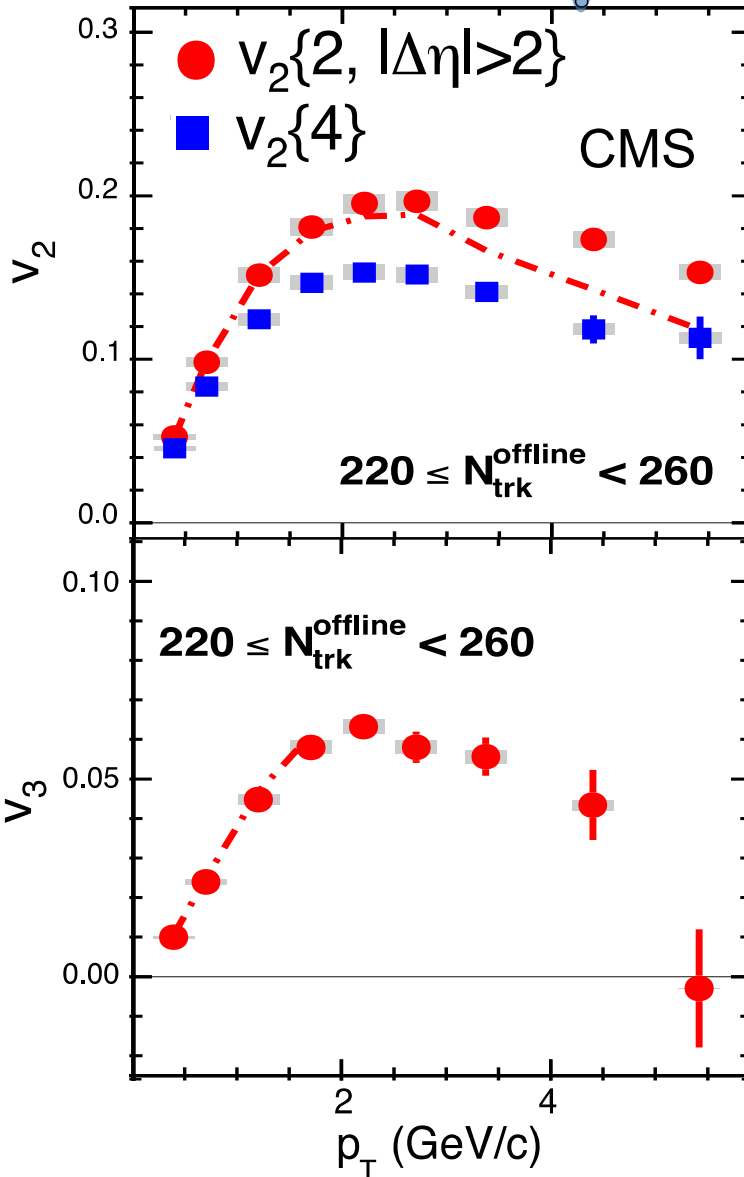 0.3
v₂{2, |Δη|>2}
v₂{4}
CMS
0.2
v₂
0.1
220 ≤ N_trk^offline < 260
0.0
0.10
220 ≤ N_trk^offline < 260
0.05
v₃
0.00
2 4
p_T (GeV/c)